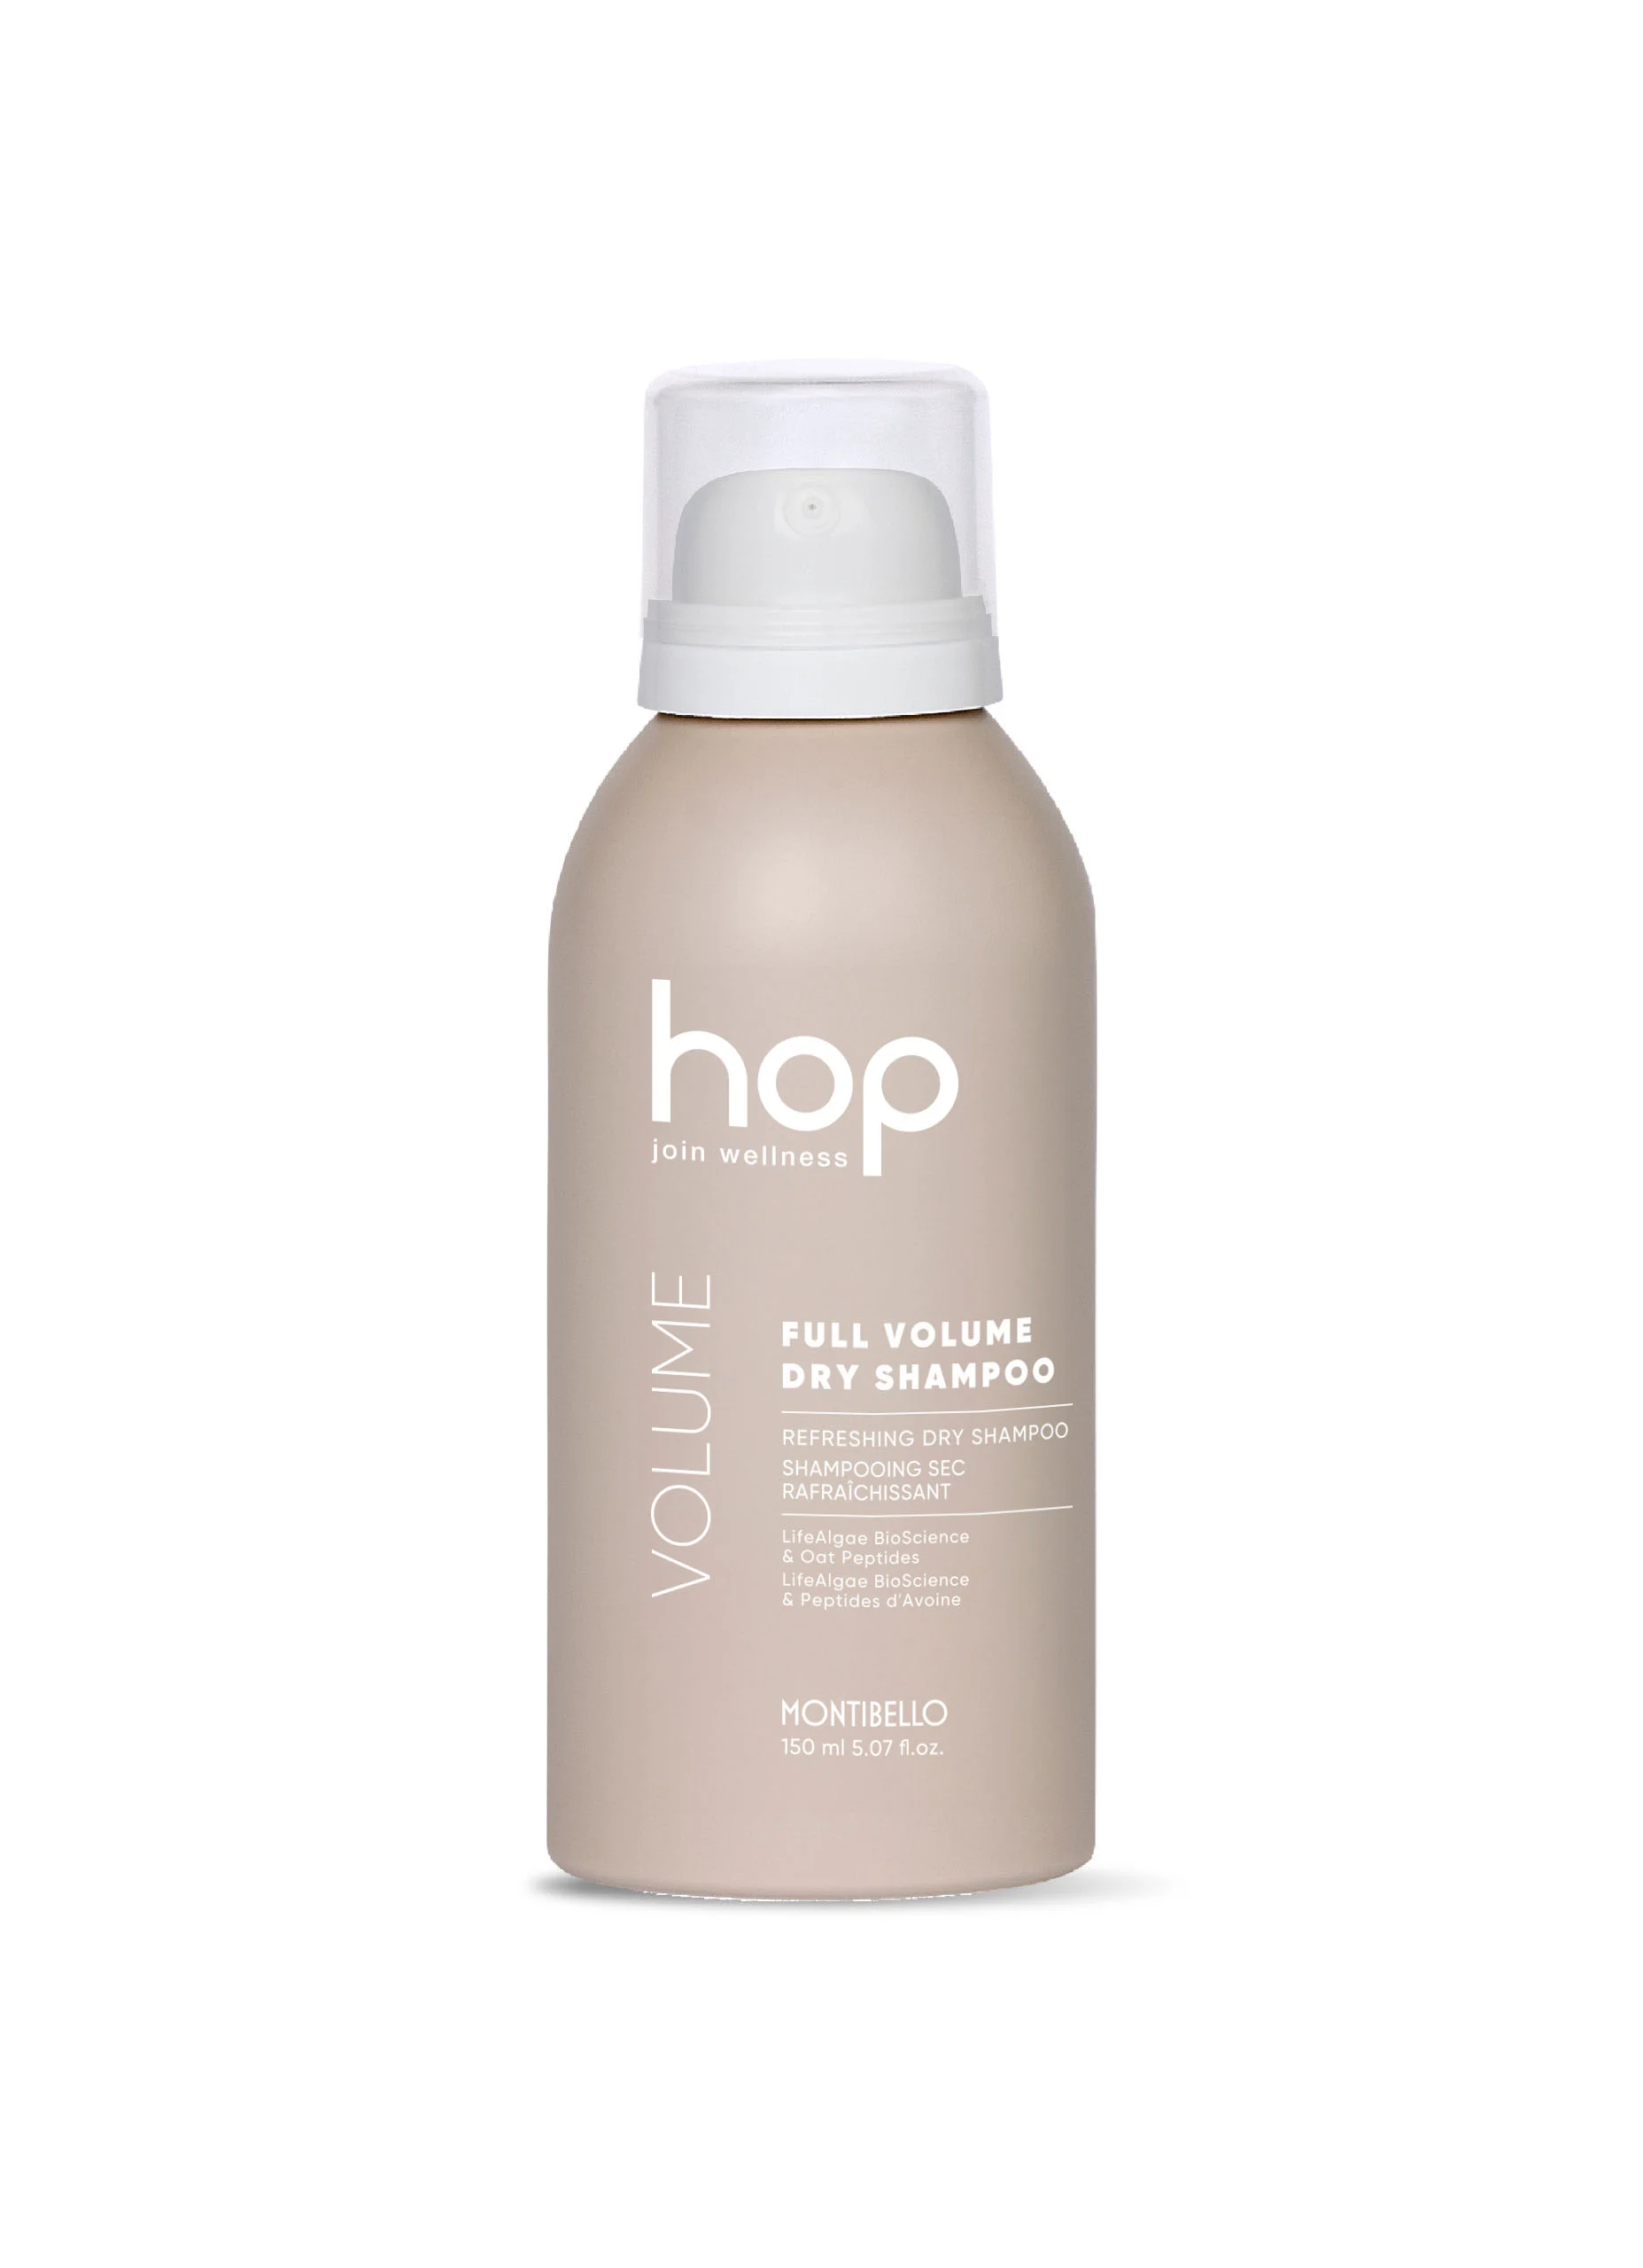 hop
join wellness
VOLUME
FULL VOLUME
DRY SHAMPOO
REFRESHING DRY SHAMPOO
SHAMPOOING SEC
RAFRAÎCHISSANT
LifeAlgae BioScience
& Oat Peptides
LifeAlgae BioScience
& Peptides d'Avoine
MONTIBELLO
150 ml 5.07 fl.oz.